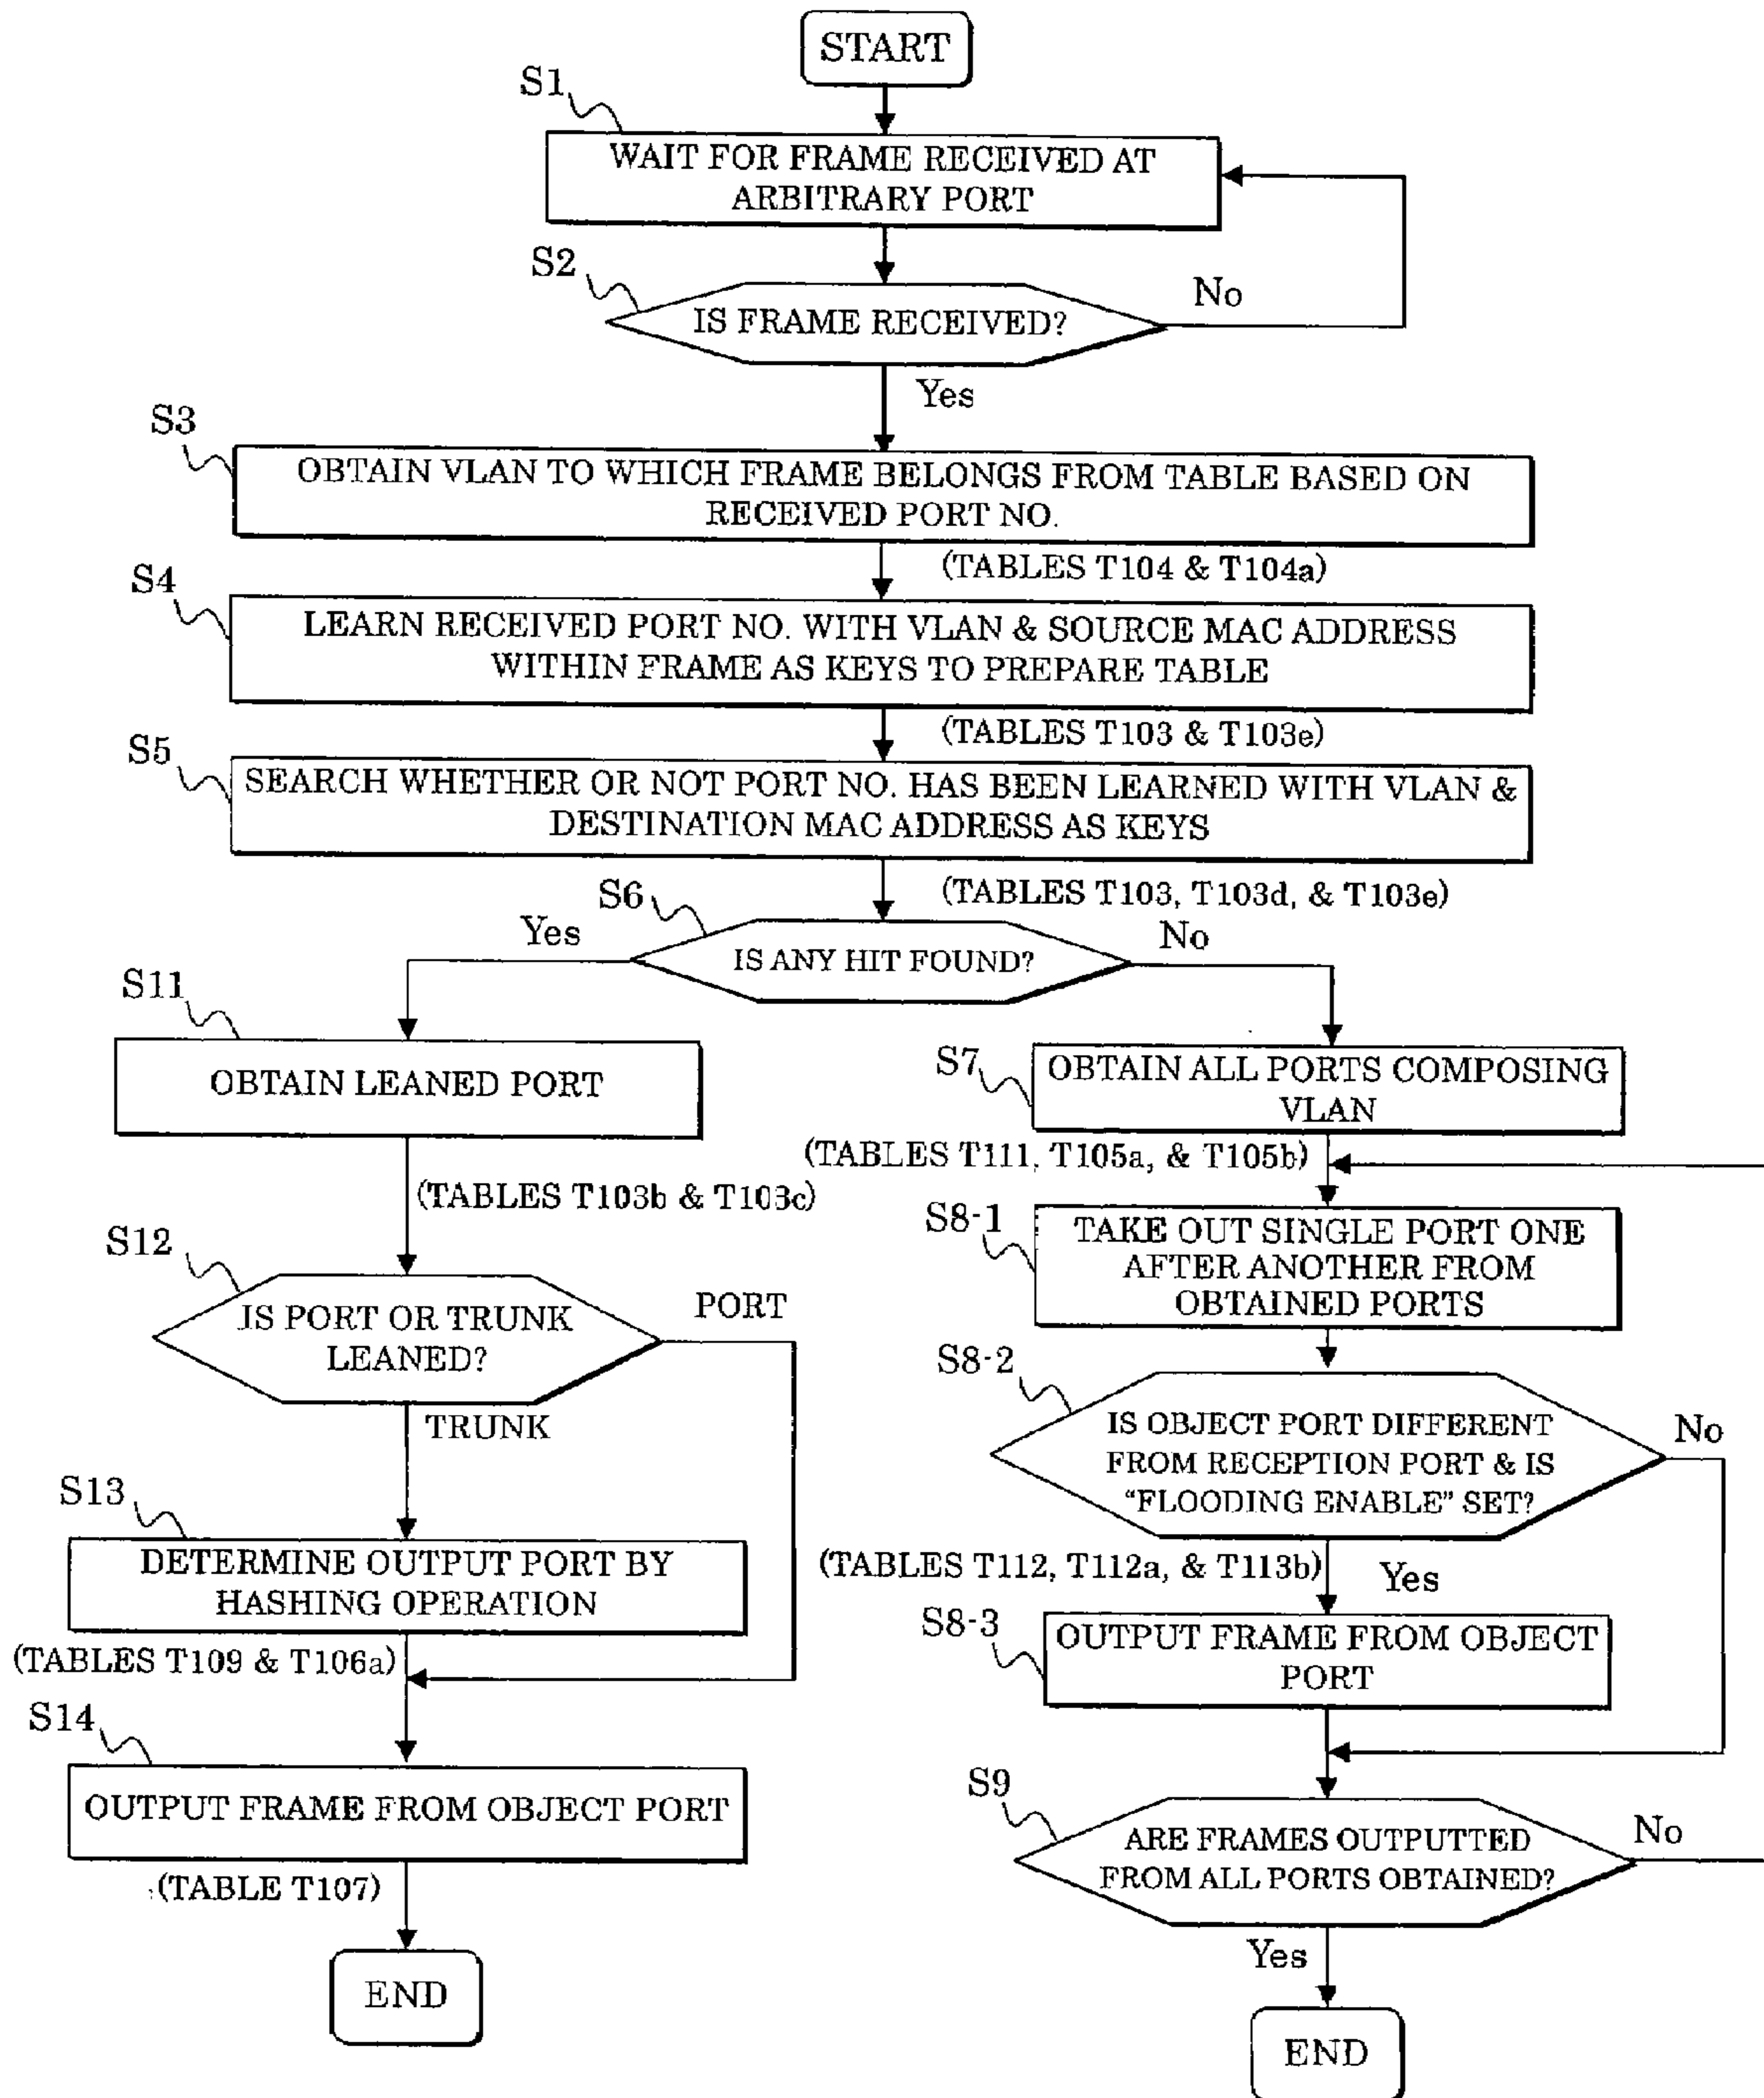 START
S1
WAIT FOR FRAME RECEIVED AT
ARBITRARY PORT
S2
IS FRAME RECEIVED?
No
Yes
S3
OBTAIN VLAN TO WHICH FRAME BELONGS FROM TABLE BASED ON
RECEIVED PORT NO.
(TABLES T104 & T104a)
S4
LEARN RECEIVED PORT NO. WITH VLAN & SOURCE MAC ADDRESS
WITHIN FRAME AS KEYS TO PREPARE TABLE
(TABLES T103 & T103e)
S5
SEARCH WHETHER OR NOT PORT NO. HAS BEEN LEARNED WITH VLAN &
DESTINATION MAC ADDRESS AS KEYS
(TABLES T103, T103d, & T103e)
S6
IS ANY HIT FOUND?
Yes
No
S11
OBTAIN LEANED PORT
(TABLES T103b & T103c)
S12
IS PORT OR TRUNK
LEANED?
PORT
TRUNK
S13
DETERMINE OUTPUT PORT BY
HASHING OPERATION
(TABLES T109 & T106a)
S14
OUTPUT FRAME FROM OBJECT PORT
(TABLE T107)
END
S7
OBTAIN ALL PORTS COMPOSING
VLAN
(TABLES T111, T105a, & T105b)
S8-1
TAKE OUT SINGLE PORT ONE
AFTER ANOTHER FROM
OBTAINED PORTS
S8-2
IS OBJECT PORT DIFFERENT
FROM RECEPTION PORT & IS
“FLOODING ENABLE” SET?
No
(TABLES T112, T112a, & T113b)
Yes
S8-3
OUTPUT FRAME FROM OBJECT
PORT
S9
ARE FRAMES OUTPUTTED
FROM ALL PORTS OBTAINED?
No
Yes
END